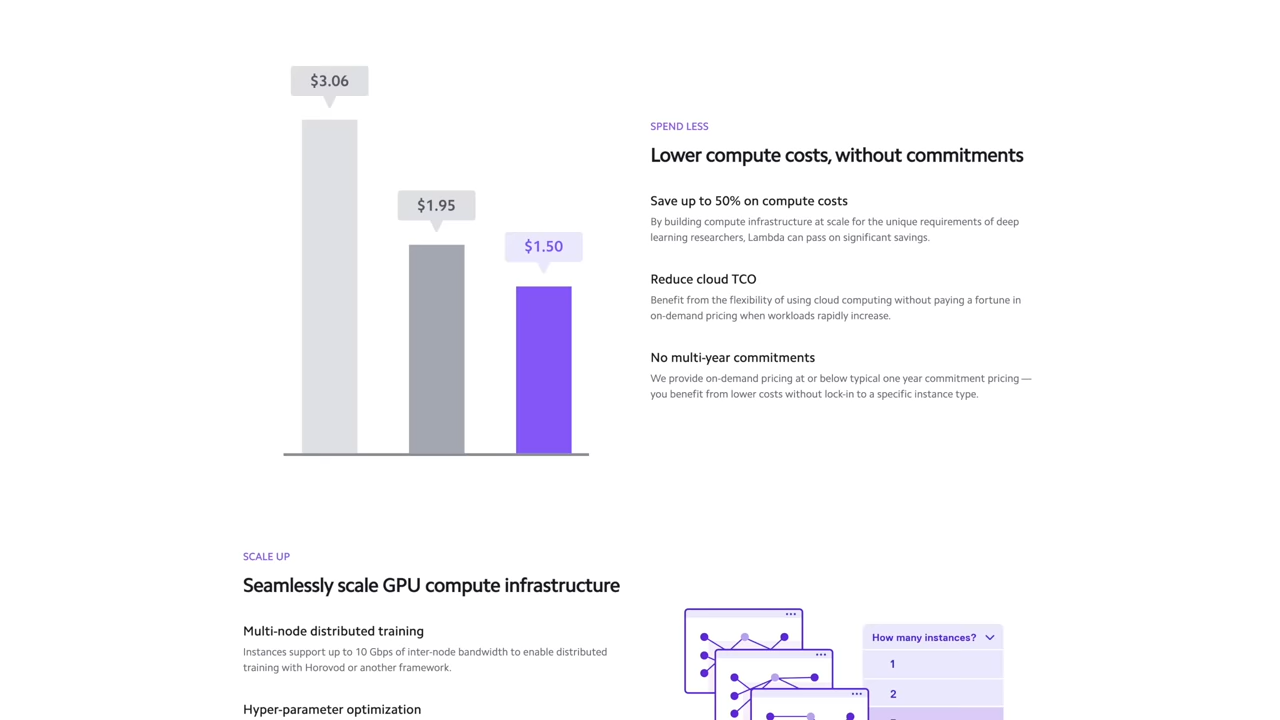 $3.06
$1.95
$1.50
SPEND LESS
Lower compute costs, without commitments
Save up to 50% on compute costs
By building compute infrastructure at scale for the unique requirements of deep
learning researchers, Lambda can pass on significant savings.
Reduce cloud TCO
Benefit from the flexibility of using cloud computing without paying a fortune in
on-demand pricing when workloads rapidly increase.
No multi-year commitments
We provide on-demand pricing at or below typical one year commitment pricing —
you benefit from lower costs without lock-in to a specific instance type.
SCALE UP
Seamlessly scale GPU compute infrastructure
Multi-node distributed training
Instances support up to 10 Gbps of inter-node bandwidth to enable distributed
training with Horovod or another framework.
Hyper-parameter optimization
How many instances?
1
2